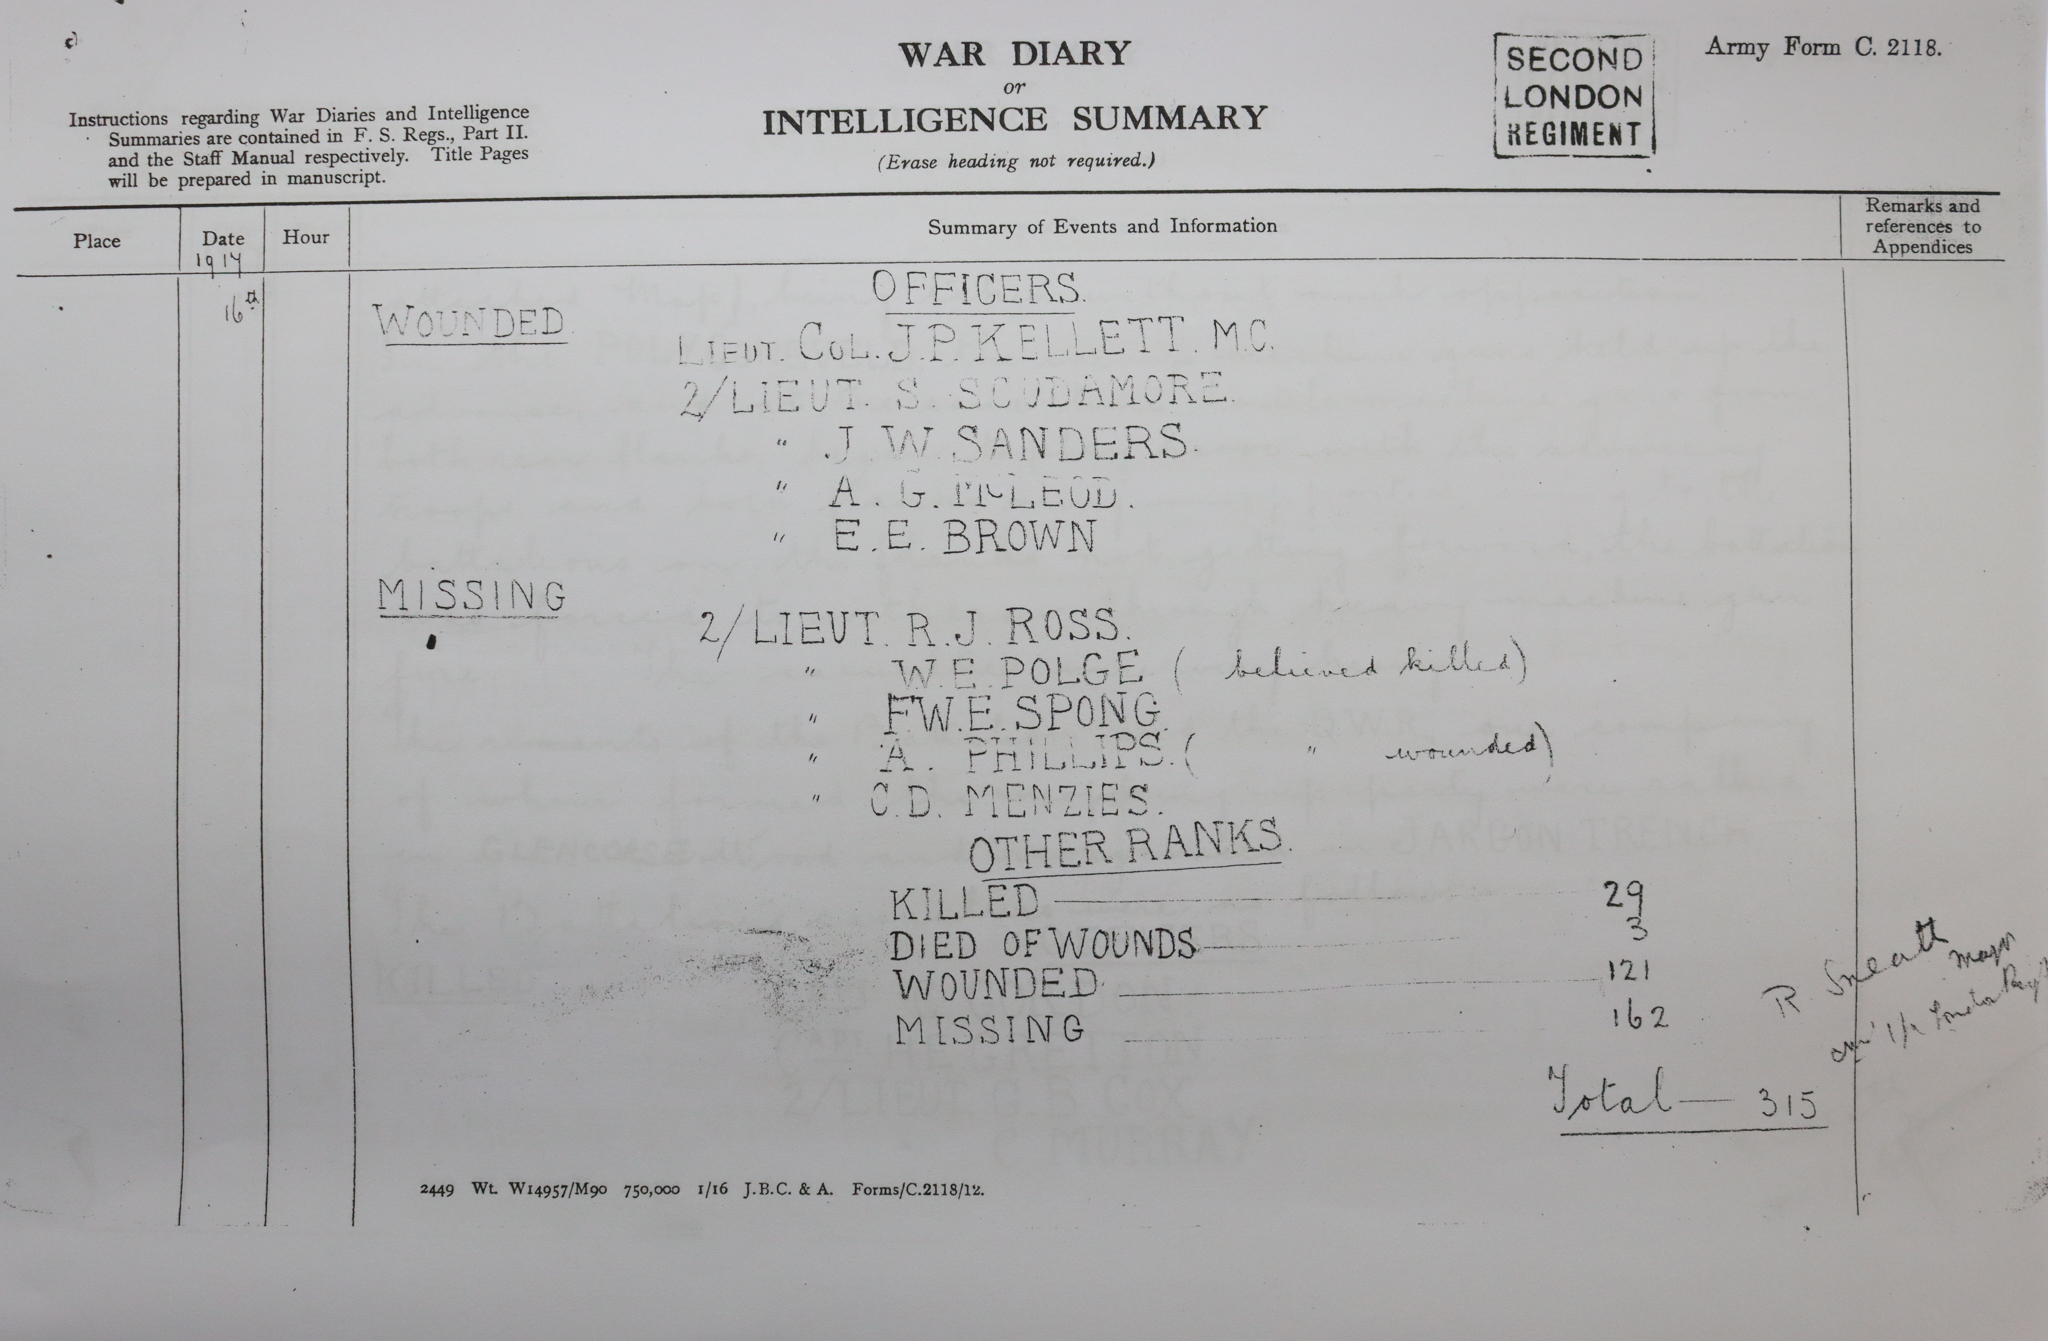 WAR DIARY
or
INTELLIGENCE SUMMARY
(Erase heading not required.)
SECOND
LONDON
REGIMENT
Army Form C. 2118.
Instructions regarding War Diaries and Intelligence
Summaries are contained in F. S. Regs., Part II.
and the Staff Manual respectively. Title Pages
will be prepared in manuscript.
Place
Date
Hour
Summary of Events and Information
Remarks and
references to
Appendices
1917
16th
OFFICERS.
WOUNDED.
LIEUT. COL. J.P. KELLETT. M.C.
2/LIEUT. S. SCUDAMORE.
" J. W. SANDERS.
" A. G. McLEOD.
" E. E. BROWN
MISSING
2/LIEUT. R. J. ROSS.
" W. E. POLGE ( believed killed)
" F.W.E. SPONG
" A. PHILLIPS. ( " wounded)
" C. D. MENZIES.
OTHER RANKS.
KILLED 29
DIED OF WOUNDS 3
WOUNDED 121
MISSING 162
Total — 315
R. Sneath
Major
2449 Wt. W14957/M90 750,000 1/16 J.B.C. & A. Forms/C.2118/12.